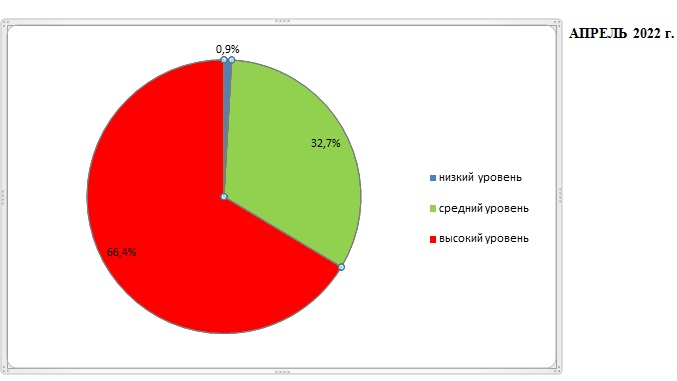 АПРЕЛЬ 2022 г.
0,9%
32,7%
66,4%
низкий уровень
средний уровень
высокий уровень